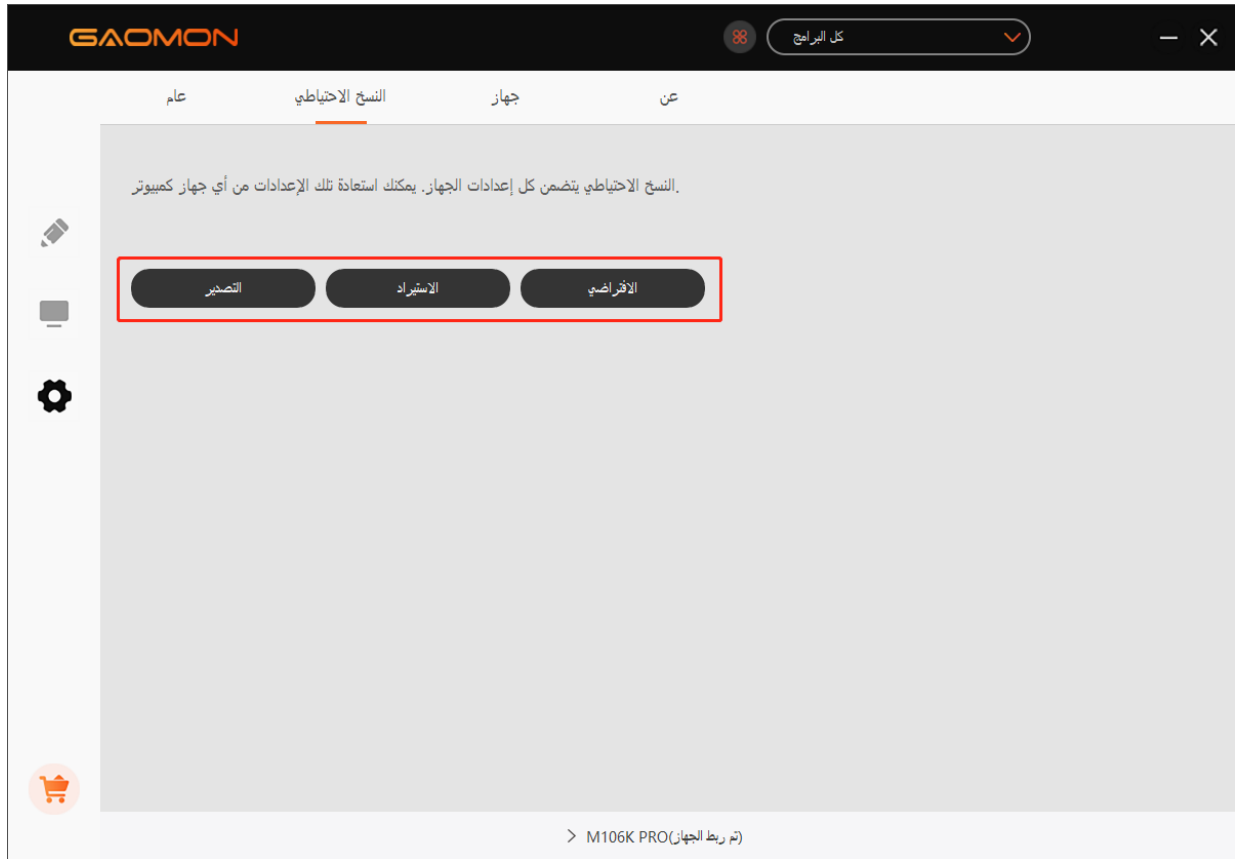 GAOMON
كل البرامج
عام
النسخ الاحتياطي
جهاز
عن
النسخ الاحتياطي يتضمن كل إعدادات الجهاز. يمكنك استعادة تلك الإعدادات من أي جهاز كمبيوتر.
التصدير
الاستيراد
الافتراضي
M106K PRO(تم ربط الجهاز)